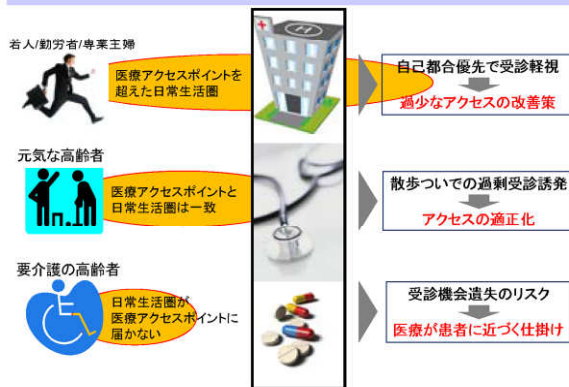 若人/勤労者/専業主婦
医療アクセスポイントを
超えた日常生活圏
H
自己都合優先で受診軽視
過少なアクセスの改善策
元気な高齢者
医療アクセスポイントと
日常生活圏は一致
散歩ついでの過剰受診誘発
アクセスの適正化
要介護の高齢者
日常生活圏が
医療アクセスポイントに
届かない
受診機会遺失のリスク
医療が患者に近づく仕掛け